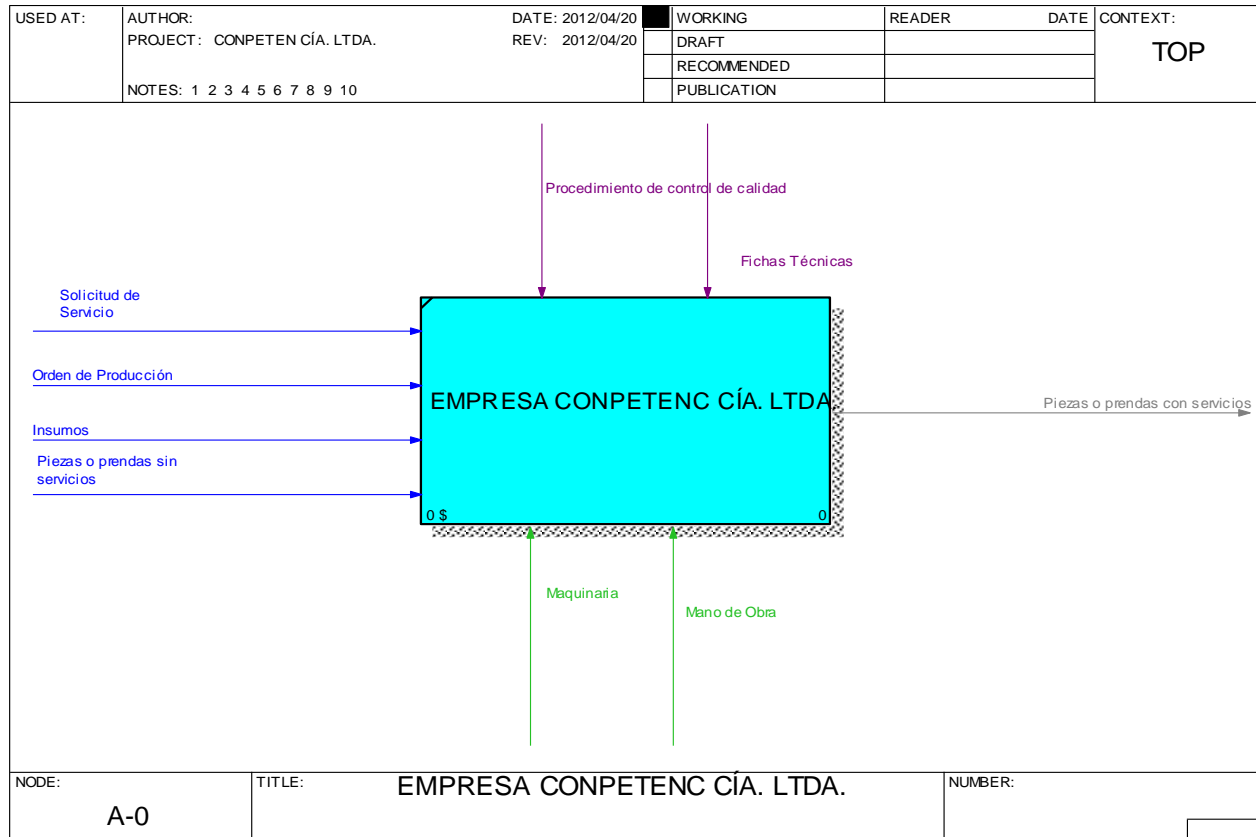 USED AT:
AUTHOR:
DATE: 2012/04/20
PROJECT: CONPETEN CÍA. LTDA.
REV: 2012/04/20
NOTES: 1 2 3 4 5 6 7 8 9 10
WORKING
DRAFT
RECOMMENDED
PUBLICATION
READER
DATE
CONTEXT:
TOP
Procedimiento de control de calidad
Fichas Técnicas
Solicitud de
Servicio
Orden de Producción
Insumos
Piezas o prendas sin
servicios
EMPRESA CONPETENC CÍA. LTDA.
0 $
0
Piezas o prendas con servicios
Maquinaria
Mano de Obra
NODE:
A-0
TITLE:
EMPRESA CONPETENC CÍA. LTDA.
NUMBER: